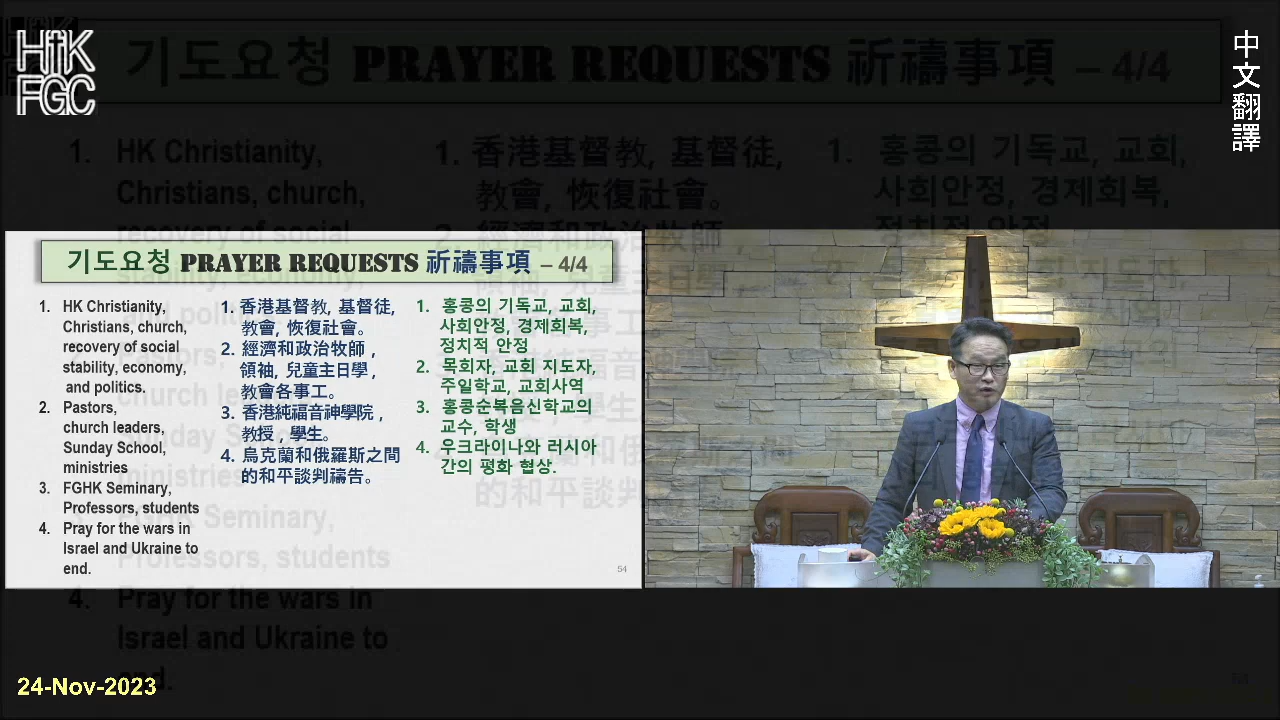 HfK
FGC
中文翻譯
기도요청 PRAYER REQUESTS 祈禱事項 – 4/4
1. HK Christianity,
Christians, church,
recovery of social
stability, economy,
and politics.
2. Pastors,
church leaders,
Sunday School,
ministries
3. FGHK Seminary,
Professors, students
4. Pray for the wars in
Israel and Ukraine to
end.
1. 香港基督教, 基督徒,
教會, 恢復社會。
2. 經濟和政治牧師 ,
領袖, 兒童主日學 ,
教會各事工。
3. 香港純福音神學院 ,
教授 , 學生。
4. 烏克蘭和俄羅斯之間
的和平談判禱告。
1. 홍콩의 기독교, 교회,
사회안정, 경제회복,
정치적 안정
2. 목회자, 교회 지도자,
주일학교, 교회사역
3. 홍콩순복음신학교의
교수, 학생
4. 우크라이나와 러시아
간의 평화 협상.
54
24-Nov-2023